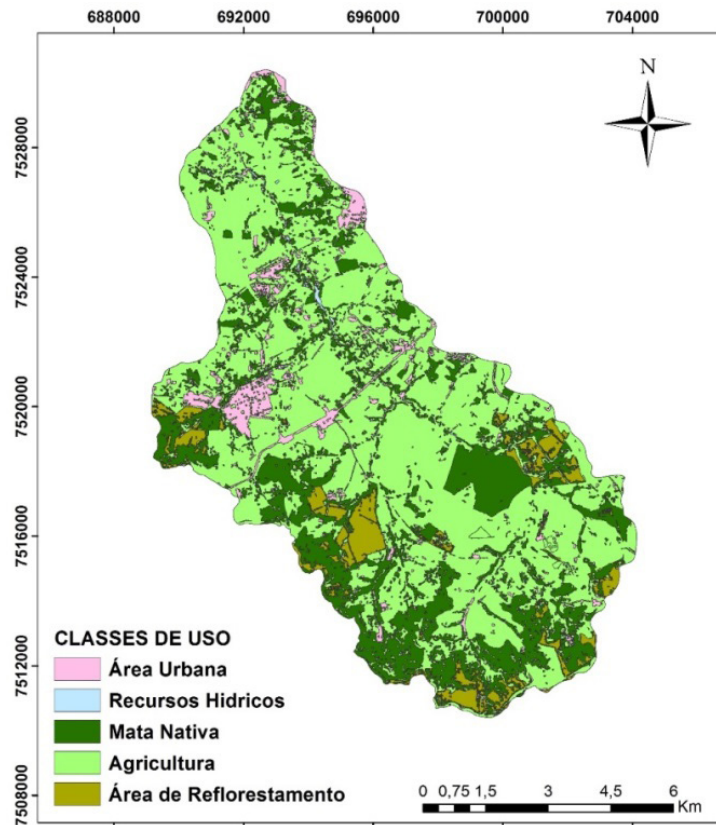 688000 692000 696000 700000 704000
N
7528000
7524000
7520000
7516000
7512000
7508000
CLASSES DE USO
Área Urbana
Recursos Hidricos
Mata Nativa
Agricultura
Área de Reflorestamento
0 0,75 1,5 3 4,5 6
Km